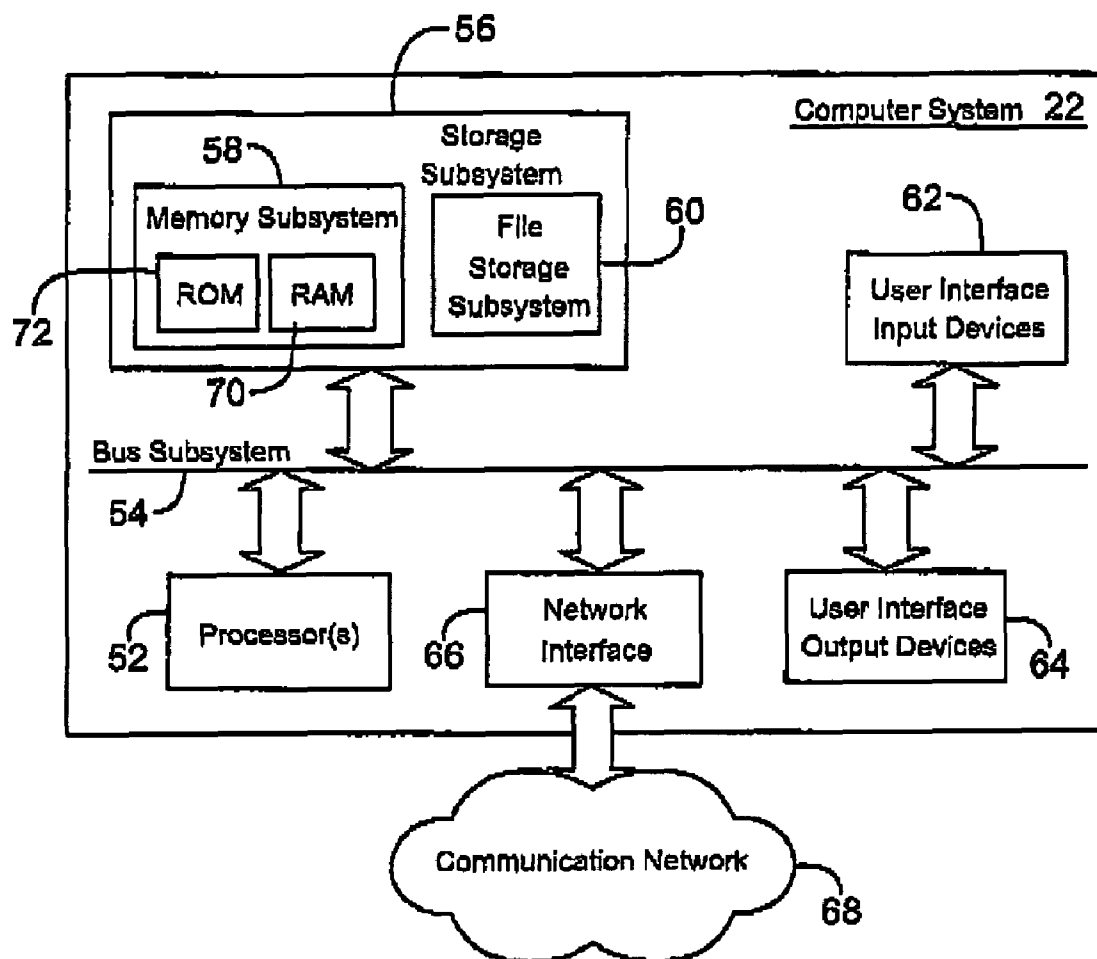 56
Computer System 22
Storage
Subsystem
58
Memory Subsystem
60
File
Storage
Subsystem
62
ROM
RAM
User Interface
Input Devices
72
70
Bus Subsystem
54
Processor(s)
52
Network
Interface
66
User Interface
Output Devices
64
Communication Network
68